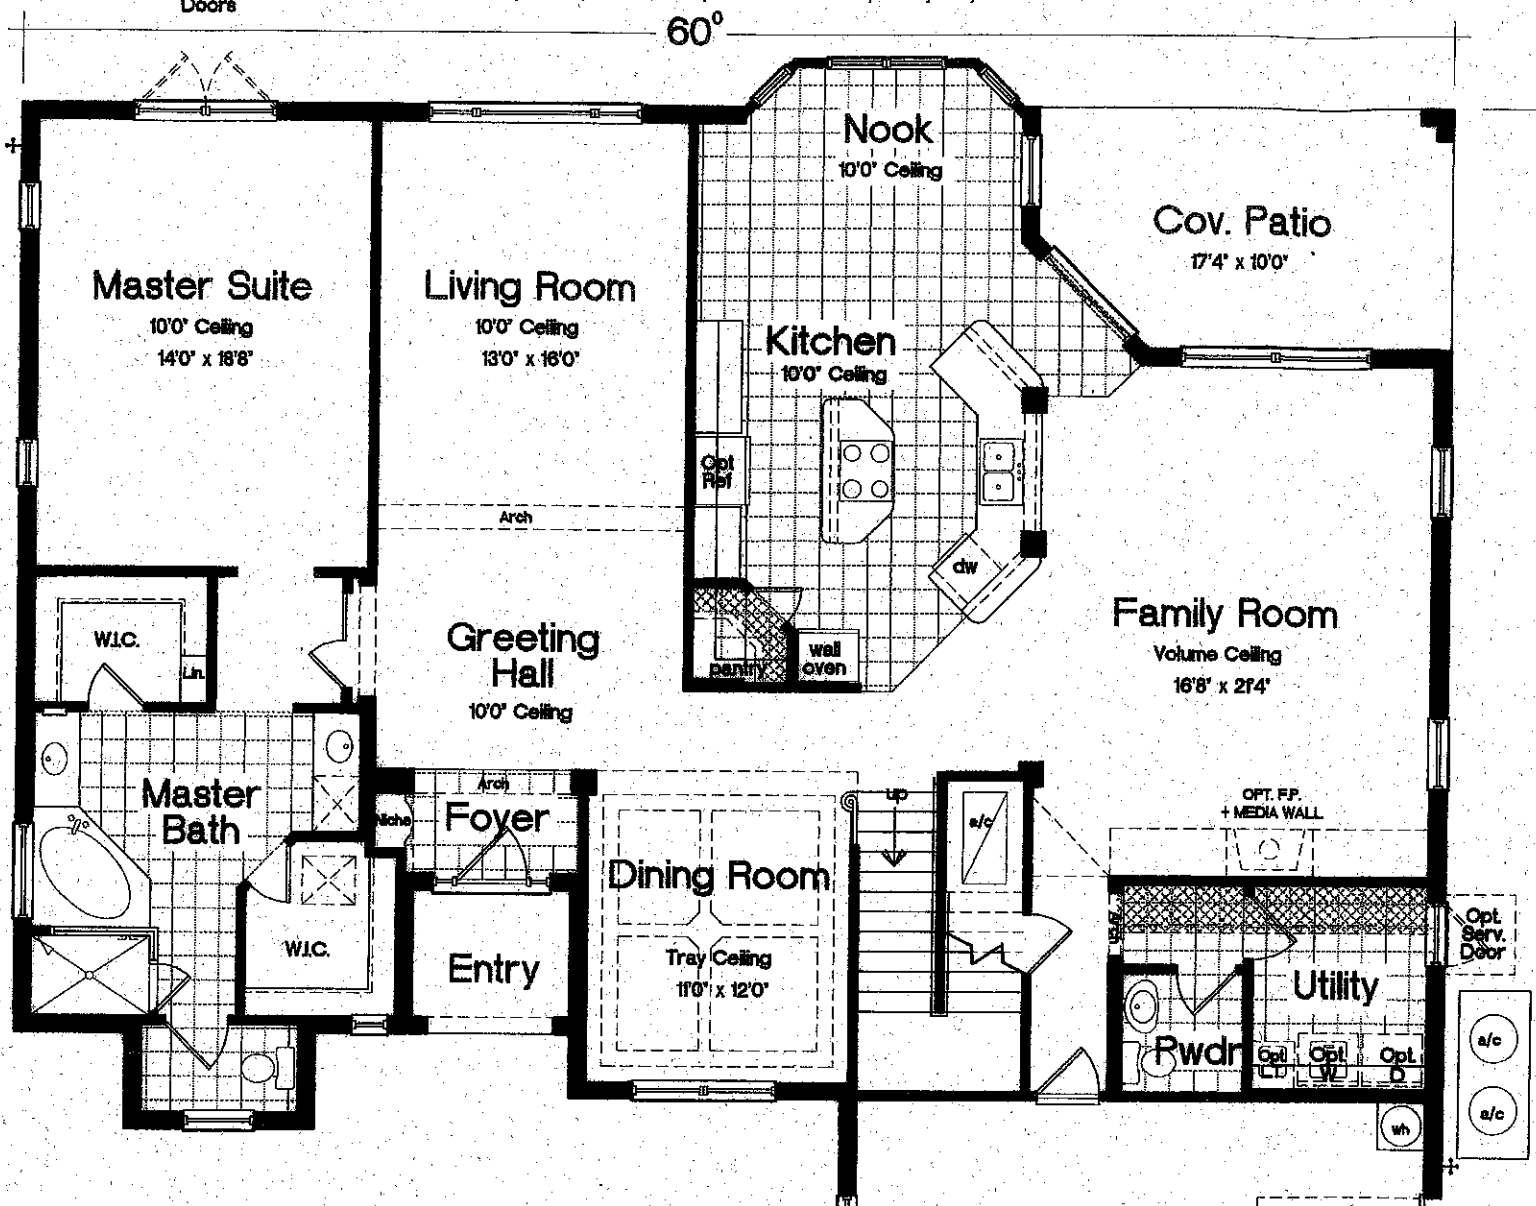 Doors
60⁰
Nook
10'0" Ceiling
Cov. Patio
17'4" x 10'0"
Master Suite
10'0" Ceiling
14'0" x 18'8"
Living Room
10'0" Ceiling
13'0" x 16'0"
Kitchen
10'0" Ceiling
Opt
Ref
Arch
dw
W.I.C.
Lin.
Greeting
Hall
10'0" Ceiling
pantry
wall
oven
Family Room
Volume Ceiling
16'8" x 21'4"
Master
Bath
Arch
Niche
Foyer
up
a/c
OPT. F.P.
+ MEDIA WALL
Dining Room
Tray Ceiling
11'0" x 12'0"
W.I.C.
Entry
Opt.
Serv.
Door
Utility
Pwdr
Opt
LT
Opt
W
Opt
D
a/c
a/c
wh